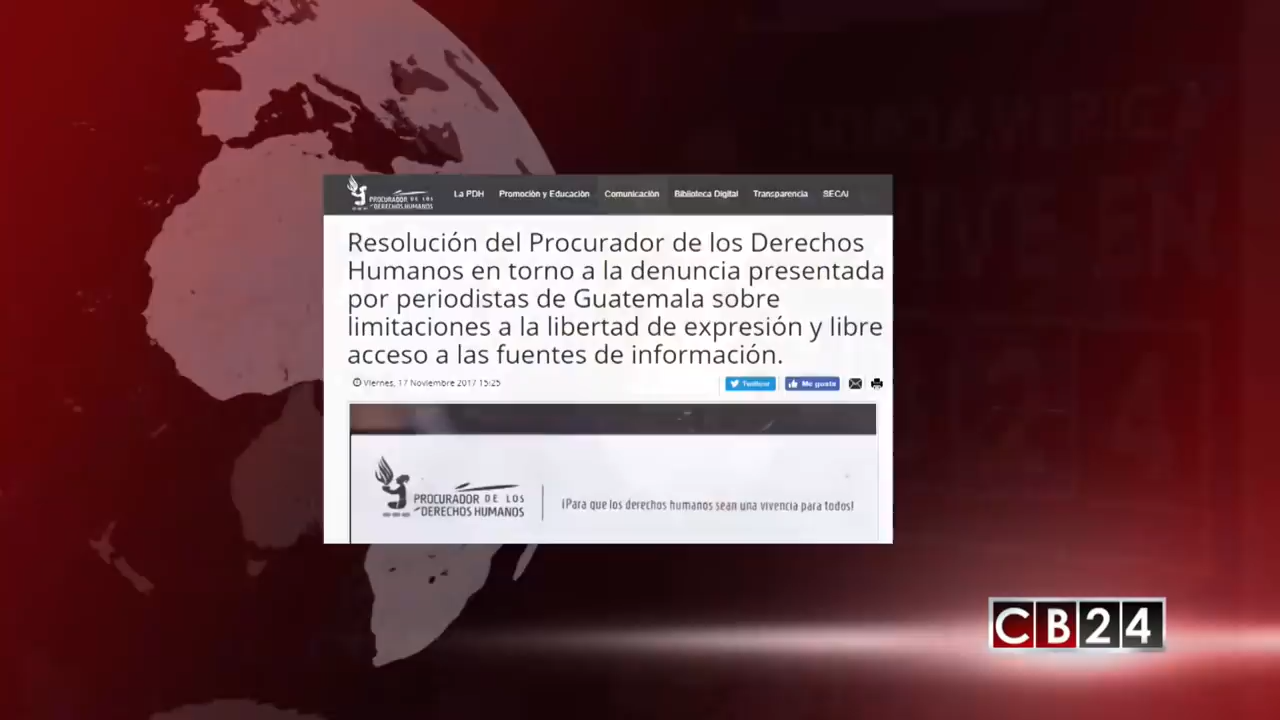 PROCURADOR DE LOS
DERECHOS HUMANOS
La PDH Promoción y Educación Comunicación Biblioteca Digital Transparencia SECAI
Resolución del Procurador de los Derechos
Humanos en torno a la denuncia presentada
por periodistas de Guatemala sobre
limitaciones a la libertad de expresión y libre
acceso a las fuentes de información.
Viernes, 17 Noviembre 2017 15:25
Twittear Me gusta
PROCURADOR DE LOS
DERECHOS HUMANOS
¡Para que los derechos humanos sean una vivencia para todos!
CB24